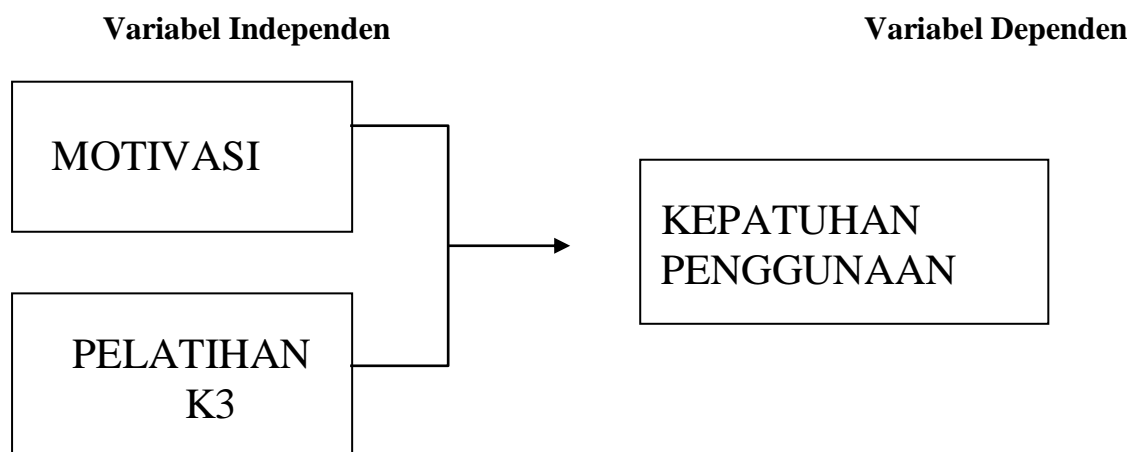 Variabel Independen
Variabel Dependen
MOTIVASI
PELATIHAN
K3
KEPATUHAN
PENGGUNAAN